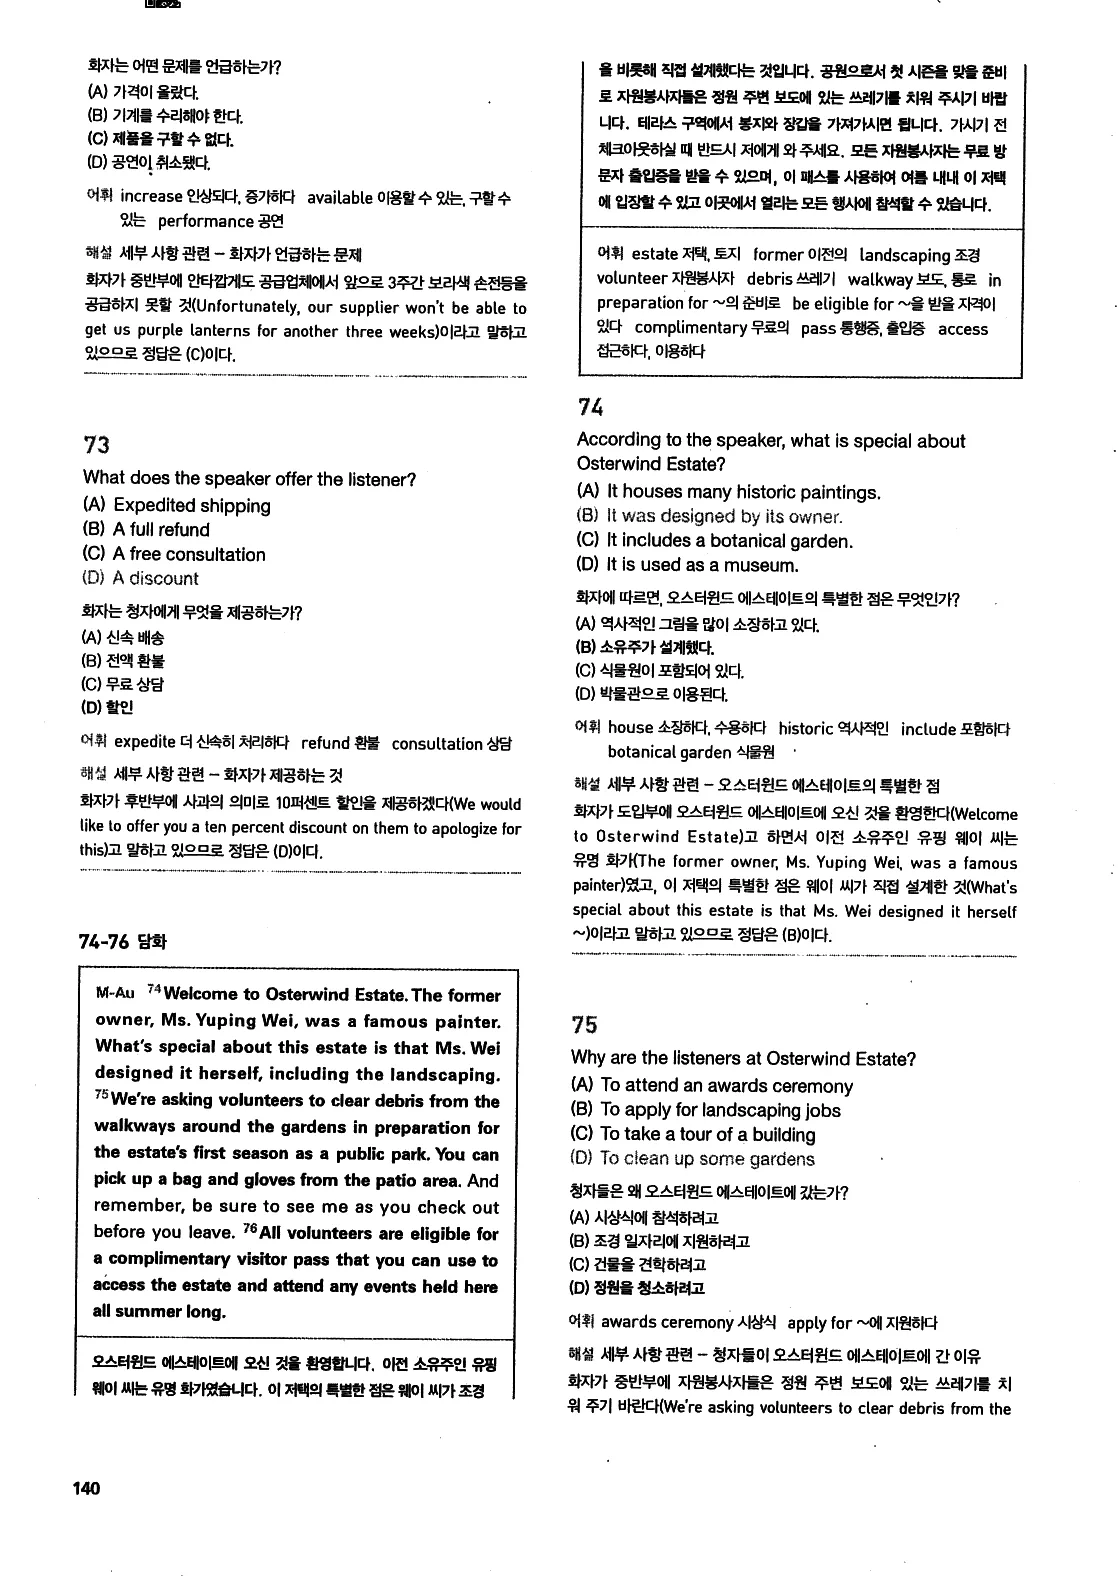 화자는 어떤 문제를 언급하는가?
(A) 가격이 올랐다.
(B) 기계를 수리해야 한다.
(C) 제품을 구할 수 없다.
(D) 공연이 취소됐다.
어휘 increase 인상되다, 증가하다 available 이용할 수 있는, 구할 수
있는 performance 공연
해설 세부 사항 관련 – 화자가 언급하는 문제
화자가 중반부에 안타깝게도 공급업체에서 앞으로 3주간 보라색 손전등을
공급하지 못할 것(Unfortunately, our supplier won't be able to
get us purple lanterns for another three weeks)이라고 말하고
있으므로 정답은 (C)이다.
73
What does the speaker offer the listener?
(A) Expedited shipping
(B) A full refund
(C) A free consultation
(D) A discount
화자는 청자에게 무엇을 제공하는가?
(A) 신속 배송
(B) 전액 환불
(C) 무료 상담
(D) 할인
어휘 expedite 더 신속히 처리하다 refund 환불 consultation 상담
해설 세부 사항 관련 – 화자가 제공하는 것
화자가 후반부에 사과의 의미로 10퍼센트 할인을 제공하겠다(We would
like to offer you a ten percent discount on them to apologize for
this)고 말하고 있으므로 정답은 (D)이다.
74-76 담화
M-Au 74Welcome to Osterwind Estate. The former
owner, Ms. Yuping Wei, was a famous painter.
What's special about this estate is that Ms. Wei
designed it herself, including the landscaping.
75We're asking volunteers to clear debris from the
walkways around the gardens in preparation for
the estate's first season as a public park. You can
pick up a bag and gloves from the patio area. And
remember, be sure to see me as you check out
before you leave. 76All volunteers are eligible for
a complimentary visitor pass that you can use to
access the estate and attend any events held here
all summer long.
오스터윈드 에스테이트에 오신 것을 환영합니다. 이전 소유주인 유핑
웨이 씨는 유명 화가였습니다. 이 저택의 특별한 점은 웨이 씨가 조경
을 비롯해 직접 설계했다는 것입니다. 공원으로서 첫 시즌을 맞을 준비
로 자원봉사자들은 정원 주변 보도에 있는 쓰레기를 치워 주시기 바랍
니다. 테라스 구역에서 봉지와 장갑을 가져가시면 됩니다. 가시기 전
체크아웃하실 때 반드시 저에게 와 주세요. 모든 자원봉사자는 무료 방
문자 출입증을 받을 수 있으며, 이 패스를 사용하여 여름 내내 이 저택
에 입장할 수 있고 이곳에서 열리는 모든 행사에 참석할 수 있습니다.
어휘 estate 저택, 토지 former 이전의 landscaping 조경
volunteer 자원봉사자 debris 쓰레기 walkway 보도, 통로 in
preparation for ~의 준비로 be eligible for ~을 받을 자격이
있다 complimentary 무료의 pass 통행증, 출입증 access
접근하다, 이용하다
74
According to the speaker, what is special about
Osterwind Estate?
(A) It houses many historic paintings.
(B) It was designed by its owner.
(C) It includes a botanical garden.
(D) It is used as a museum.
화자에 따르면, 오스터윈드 에스테이트의 특별한 점은 무엇인가?
(A) 역사적인 그림을 많이 소장하고 있다.
(B) 소유주가 설계했다.
(C) 식물원이 포함되어 있다.
(D) 박물관으로 이용된다.
어휘 house 소장하다, 수용하다 historic 역사적인 include 포함하다
botanical garden 식물원
해설 세부 사항 관련 – 오스터윈드 에스테이트의 특별한 점
화자가 도입부에 오스터윈드 에스테이트에 오신 것을 환영한다(Welcome
to Osterwind Estate)고 하면서 이전 소유주인 유핑 웨이 씨는
유명 화가(The former owner, Ms. Yuping Wei, was a famous
painter)였고, 이 저택의 특별한 점은 웨이 씨가 직접 설계한 것(What's
special about this estate is that Ms. Wei designed it herself
~)이라고 말하고 있으므로 정답은 (B)이다.
75
Why are the listeners at Osterwind Estate?
(A) To attend an awards ceremony
(B) To apply for landscaping jobs
(C) To take a tour of a building
(D) To clean up some gardens
청자들은 왜 오스터윈드 에스테이트에 갔는가?
(A) 시상식에 참석하려고
(B) 조경 일자리에 지원하려고
(C) 건물을 견학하려고
(D) 정원을 청소하려고
어휘 awards ceremony 시상식 apply for ~에 지원하다
해설 세부 사항 관련 – 청자들이 오스터윈드 에스테이트에 간 이유
화자가 중반부에 자원봉사자들은 정원 주변 보도에 있는 쓰레기를 치
워 주기 바란다(We're asking volunteers to clear debris from the
140